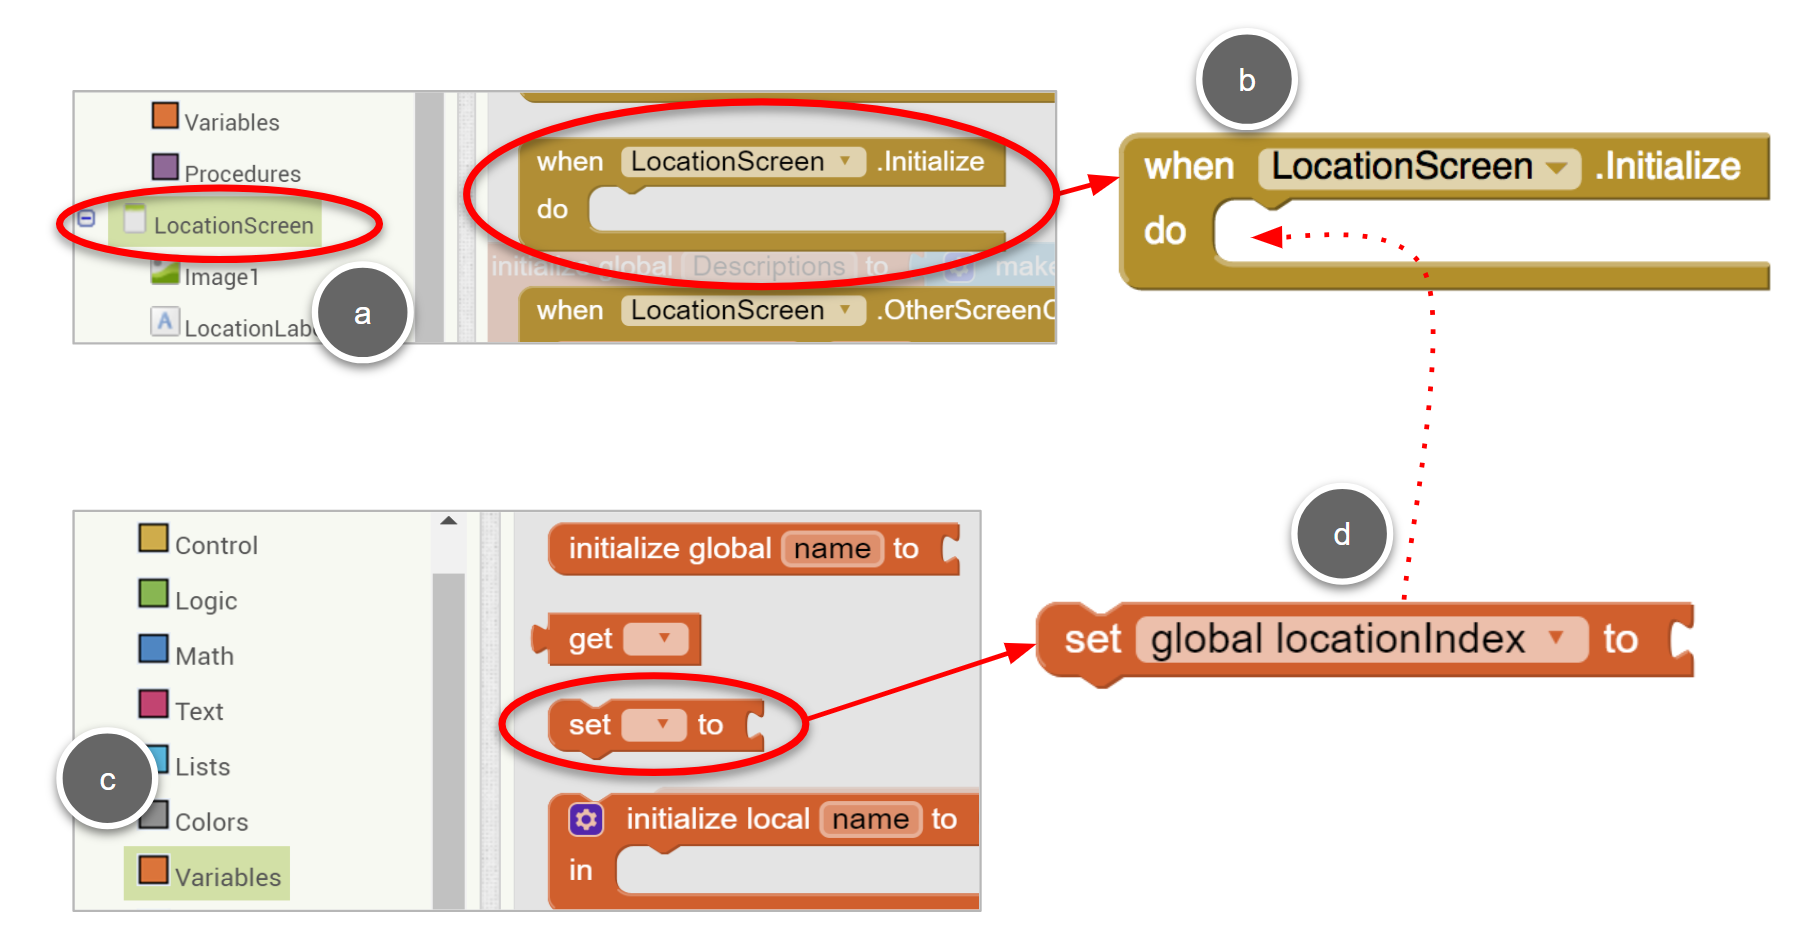 Variables
Procedures
LocationScreen
Image1
LocationLab
a
when LocationScreen .Initialize
do
initialize global Descriptions to make
when LocationScreen .OtherScreenC
b
when LocationScreen .Initialize
do
Control
Logic
Math
Text
Lists
Colors
Variables
c
initialize global name to
get
set to
initialize local name to
in
d
set global locationIndex to